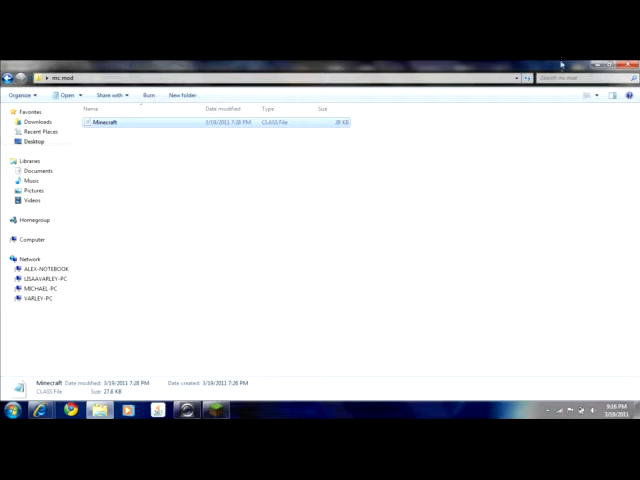 mc mod
Search mc mod
Organize Open Share with Burn New folder
Name Date modified Type Size
Minecraft 3/19/2011 7:28 PM CLASS File 28 KB
Favorites
Downloads
Recent Places
Desktop
Libraries
Documents
Music
Pictures
Videos
Homegroup
Computer
Network
ALEX-NOTEBOOK
LISAAVARLEY-PC
MICHAEL-PC
VARLEY-PC
Minecraft Date modified: 3/19/2011 7:28 PM Date created: 3/19/2011 7:26 PM
CLASS File Size: 27.6 KB
9:16 PM
3/19/2011